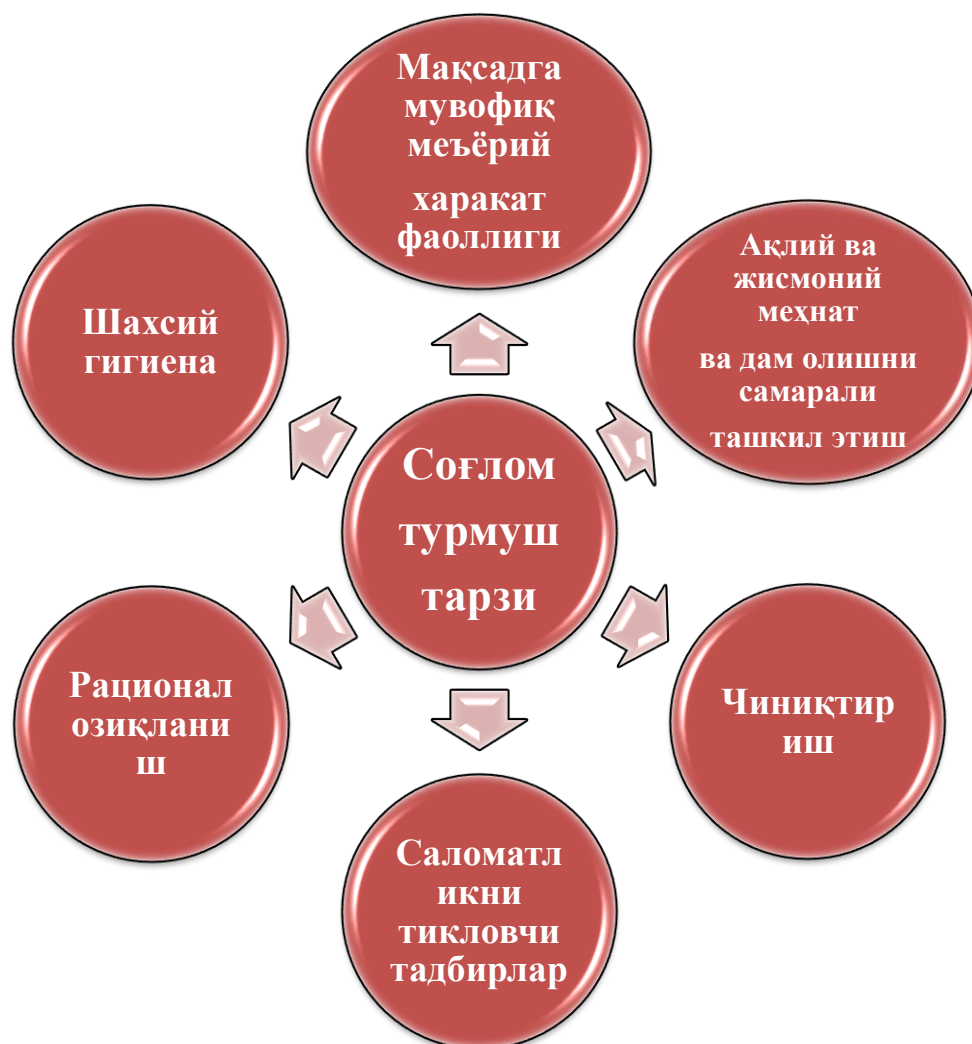 Мақсадга
мувофиқ
меъёрий
харакат
фаоллиги
Ақлий ва
жисмоний
меҳнат
ва дам олишни
самарали
ташкил этиш
Шахсий
гигиена
Соғлом
турмуш
тарзи
Рационал
озиқлани
ш
Чиниқтир
иш
Саломатл
икни
тикловчи
тадбирлар